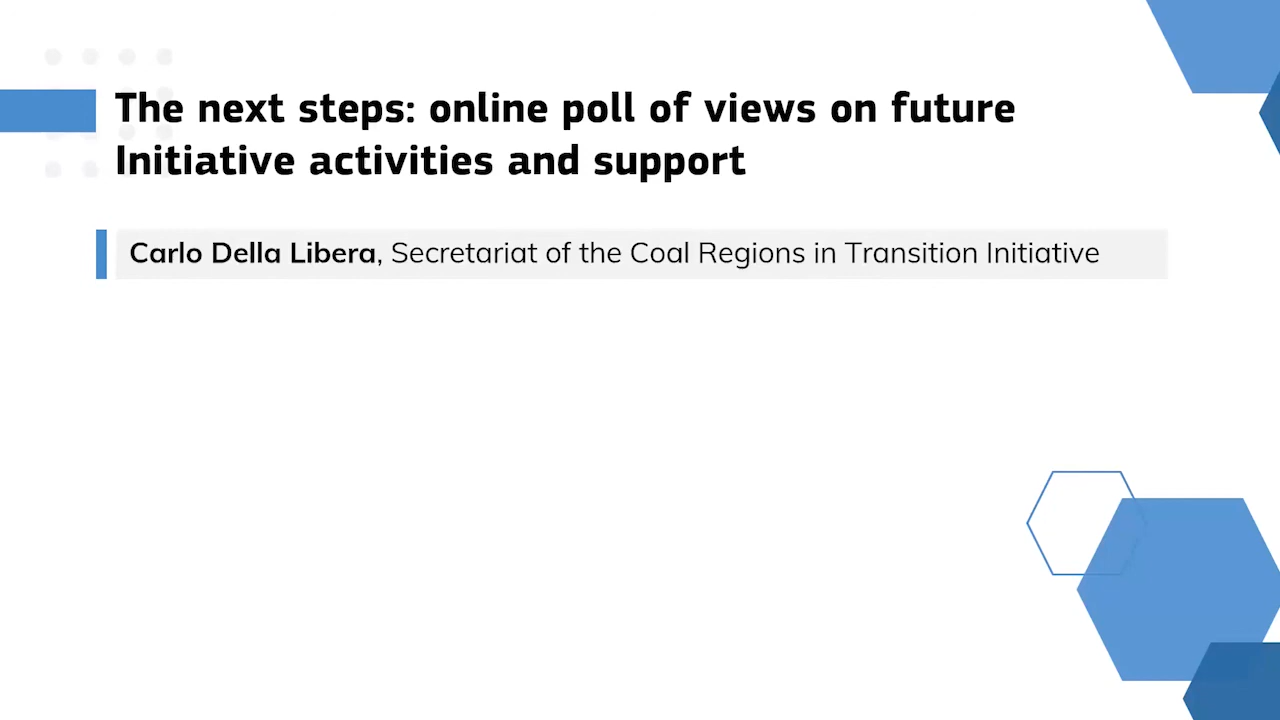 The next steps: online poll of views on future
Initiative activities and support
Carlo Della Libera, Secretariat of the Coal Regions in Transition Initiative